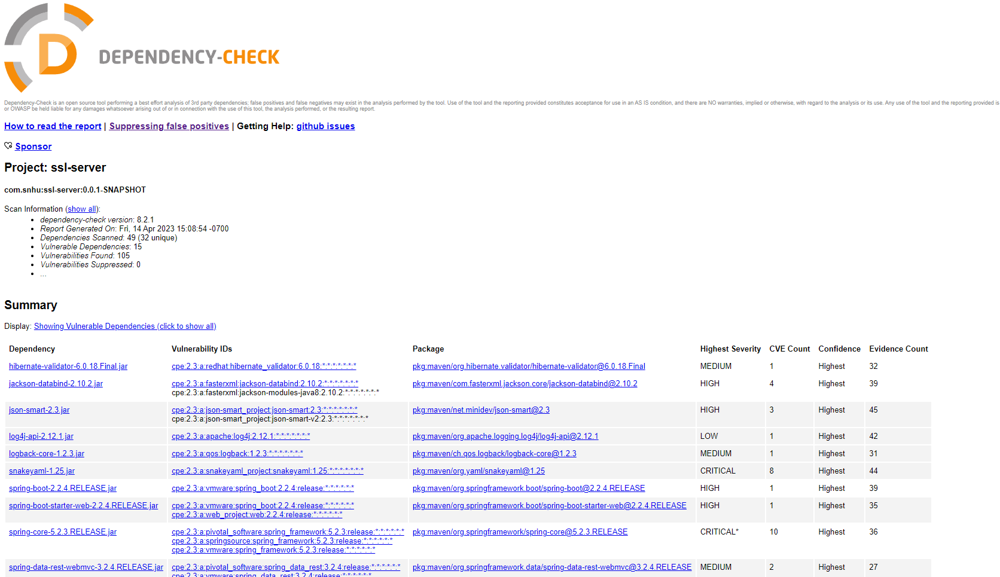 DEPENDENCY-CHECK
Dependency-Check is an open source tool performing a best effort analysis of 3rd party dependencies; false positives and false negatives may exist in the analysis performed by the tool. Use of the tool and the reporting provided constitutes acceptance for use in an AS IS condition, and there are NO warranties, implied or otherwise, with regard to the analysis or its use. Any use of the tool and the reporting provided is
or OWASP be held liable for any damages whatsoever arising out of or in connection with the use of this tool, the analysis performed, or the resulting report.
How to read the report | Suppressing false positives | Getting Help: github issues
Sponsor
Project: ssl-server
com.snhu:ssl-server:0.0.1-SNAPSHOT
Scan Information (show all):
dependency-check version: 8.2.1
Report Generated On: Fri, 14 Apr 2023 15:08:54 -0700
Dependencies Scanned: 49 (32 unique)
Vulnerable Dependencies: 15
Vulnerabilities Found: 105
Vulnerabilities Suppressed: 0
...
Summary
Display: Showing Vulnerable Dependencies (click to show all)
Dependency Vulnerability IDs Package Highest Severity CVE Count Confidence Evidence Count
hibernate-validator-6.0.18.Final.jar cpe:2.3:a:redhat:hibernate_validator:6.0.18:*:*:*:*:*:*:* pkg:maven/org.hibernate.validator/hibernate-validator@6.0.18.Final MEDIUM 1 Highest 32
jackson-databind-2.10.2.jar cpe:2.3:a:fasterxml:jackson-databind:2.10.2:*:*:*:*:*:*:* pkg:maven/com.fasterxml.jackson.core/jackson-databind@2.10.2 HIGH 4 Highest 39
cpe:2.3:a:fasterxml:jackson-modules-java8:2.10.2:*:*:*:*:*:*:*
json-smart-2.3.jar cpe:2.3:a:json-smart_project:json-smart:2.3:*:*:*:*:*:*:* pkg:maven/net.minidev/json-smart@2.3 HIGH 3 Highest 45
cpe:2.3:a:json-smart_project:json-smart-v2:2.3:*:*:*:*:*:*:*
log4j-api-2.12.1.jar cpe:2.3:a:apache:log4j:2.12.1:*:*:*:*:*:*:* pkg:maven/org.apache.logging.log4j/log4j-api@2.12.1 LOW 1 Highest 42
logback-core-1.2.3.jar cpe:2.3:a:qos:logback:1.2.3:*:*:*:*:*:*:* pkg:maven/ch.qos.logback/logback-core@1.2.3 MEDIUM 1 Highest 31
snakeyaml-1.25.jar cpe:2.3:a:snakeyaml_project:snakeyaml:1.25:*:*:*:*:*:*:* pkg:maven/org.yaml/snakeyaml@1.25 CRITICAL 8 Highest 44
spring-boot-2.2.4.RELEASE.jar cpe:2.3:a:vmware:spring_boot:2.2.4:release:*:*:*:*:*:* pkg:maven/org.springframework.boot/spring-boot@2.2.4.RELEASE HIGH 1 Highest 39
spring-boot-starter-web-2.2.4.RELEASE.jar cpe:2.3:a:vmware:spring_boot:2.2.4:release:*:*:*:*:*:* pkg:maven/org.springframework.boot/spring-boot-starter-web@2.2.4.RELEASE HIGH 1 Highest 35
cpe:2.3:a:web_project:web:2.2.4:release:*:*:*:*:*:*
spring-core-5.2.3.RELEASE.jar cpe:2.3:a:pivotal_software:spring_framework:5.2.3:release:*:*:*:*:*:* pkg:maven/org.springframework/spring-core@5.2.3.RELEASE CRITICAL* 10 Highest 36
cpe:2.3:a:springsource:spring_framework:5.2.3:release:*:*:*:*:*:*
cpe:2.3:a:vmware:spring_framework:5.2.3:release:*:*:*:*:*:*
spring-data-rest-webmvc-3.2.4.RELEASE.jar cpe:2.3:a:pivotal_software:spring_data_rest:3.2.4:release:*:*:*:*:*:* pkg:maven/org.springframework.data/spring-data-rest-webmvc@3.2.4.RELEASE MEDIUM 2 Highest 27
cpe:2.3:a:vmware:spring_data_rest:3.2.4:release:*:*:*:*:*:*